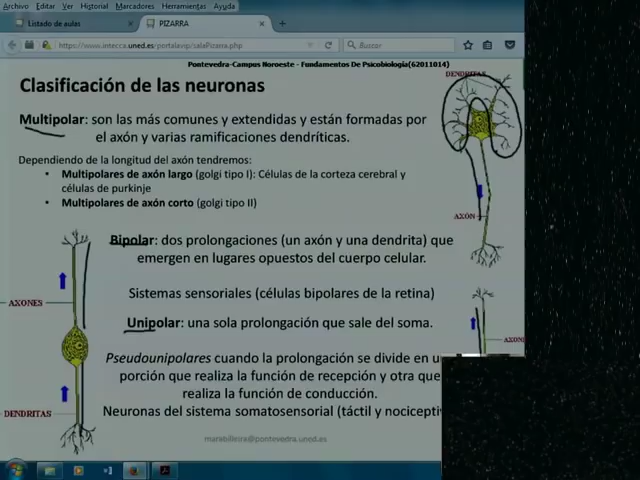 Archivo Editar Ver Historial Marcadores Herramientas Ayuda
Listado de aulas
PIZARRA
https://www.intecca.uned.es/portalavip/salaPizarra.php
Buscar
Pontevedra-Campus Noroeste - Fundamentos De Psicobiología(62011014)
Clasificación de las neuronas
DENDRITAS
Multipolar: son las más comunes y extendidas y están formadas por
el axón y varias ramificaciones dendríticas.
Dependiendo de la longitud del axón tendremos:
• Multipolares de axón largo (golgi tipo I): Células de la corteza cerebral y
células de purkinje
• Multipolares de axón corto (golgi tipo II)
AXÓN
Bipolar: dos prolongaciones (un axón y una dendrita) que
emergen en lugares opuestos del cuerpo celular.
Sistemas sensoriales (células bipolares de la retina)
AXONES
Unipolar: una sola prolongación que sale del soma.
Pseudounipolares cuando la prolongación se divide en
porción que realiza la función de recepción y otra que
realiza la función de conducción.
DENDRITAS
Neuronas del sistema somatosensorial (táctil y